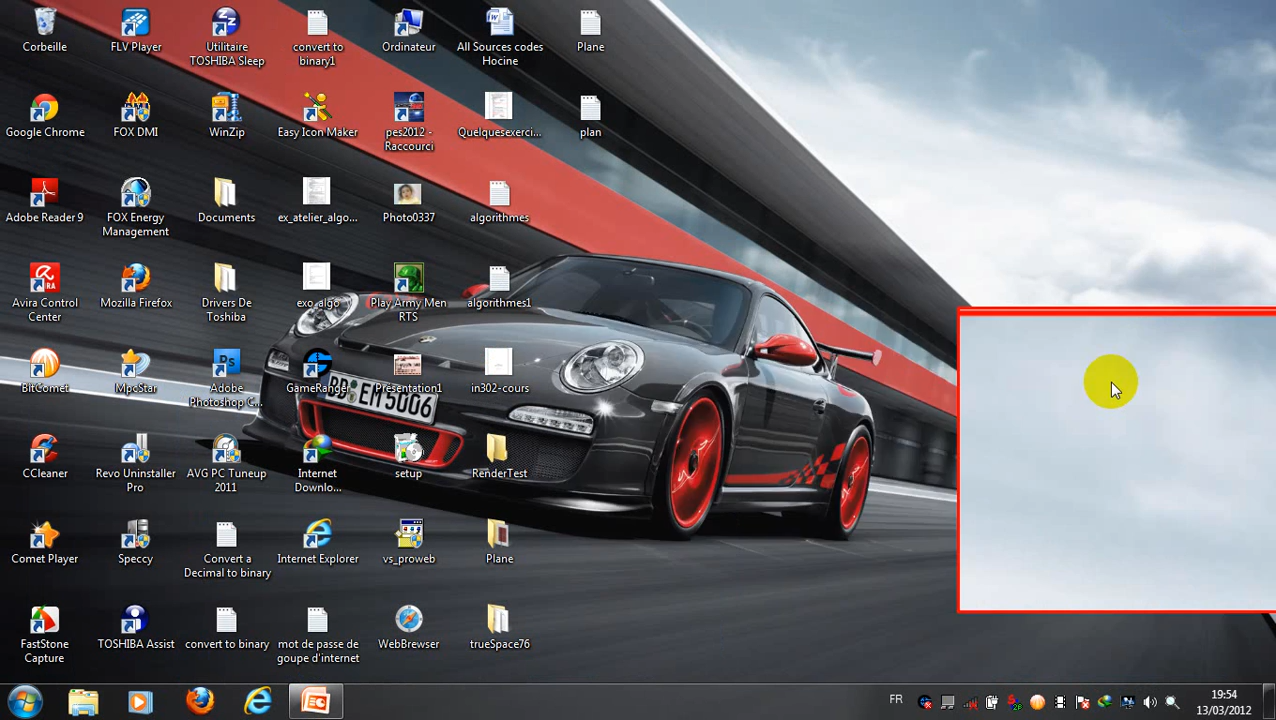 Corbeille
FLV Player
Utilitaire
TOSHIBA Sleep
convert to
binary1
Ordinateur
All Sources codes
Hocine
Plane
Google Chrome
FOX DMI
WinZip
Easy Icon Maker
pes2012 -
Raccourci
Quelquesexerci...
plan
Adobe Reader 9
FOX Energy
Management
Documents
ex_atelier_algo...
Photo0337
algorithmes
Avira Control
Center
Mozilla Firefox
Drivers De
Toshiba
exo_algo
Play Army Men
RTS
algorithmes1
BitComet
MpcStar
Adobe
Photoshop C...
GameRanger
Presentation1
in302-cours
EM 5006
CCleaner
Revo Uninstaller
Pro
AVG PC Tuneup
2011
Internet
Downlo...
setup
RenderTest
Comet Player
Speccy
Convert a
Decimal to binary
Internet Explorer
vs_proweb
Plane
FastStone
Capture
TOSHIBA Assist
convert to binary
mot de passe de
goupe d'internet
WebBrowser
trueSpace76
FR
19:54
13/03/2012